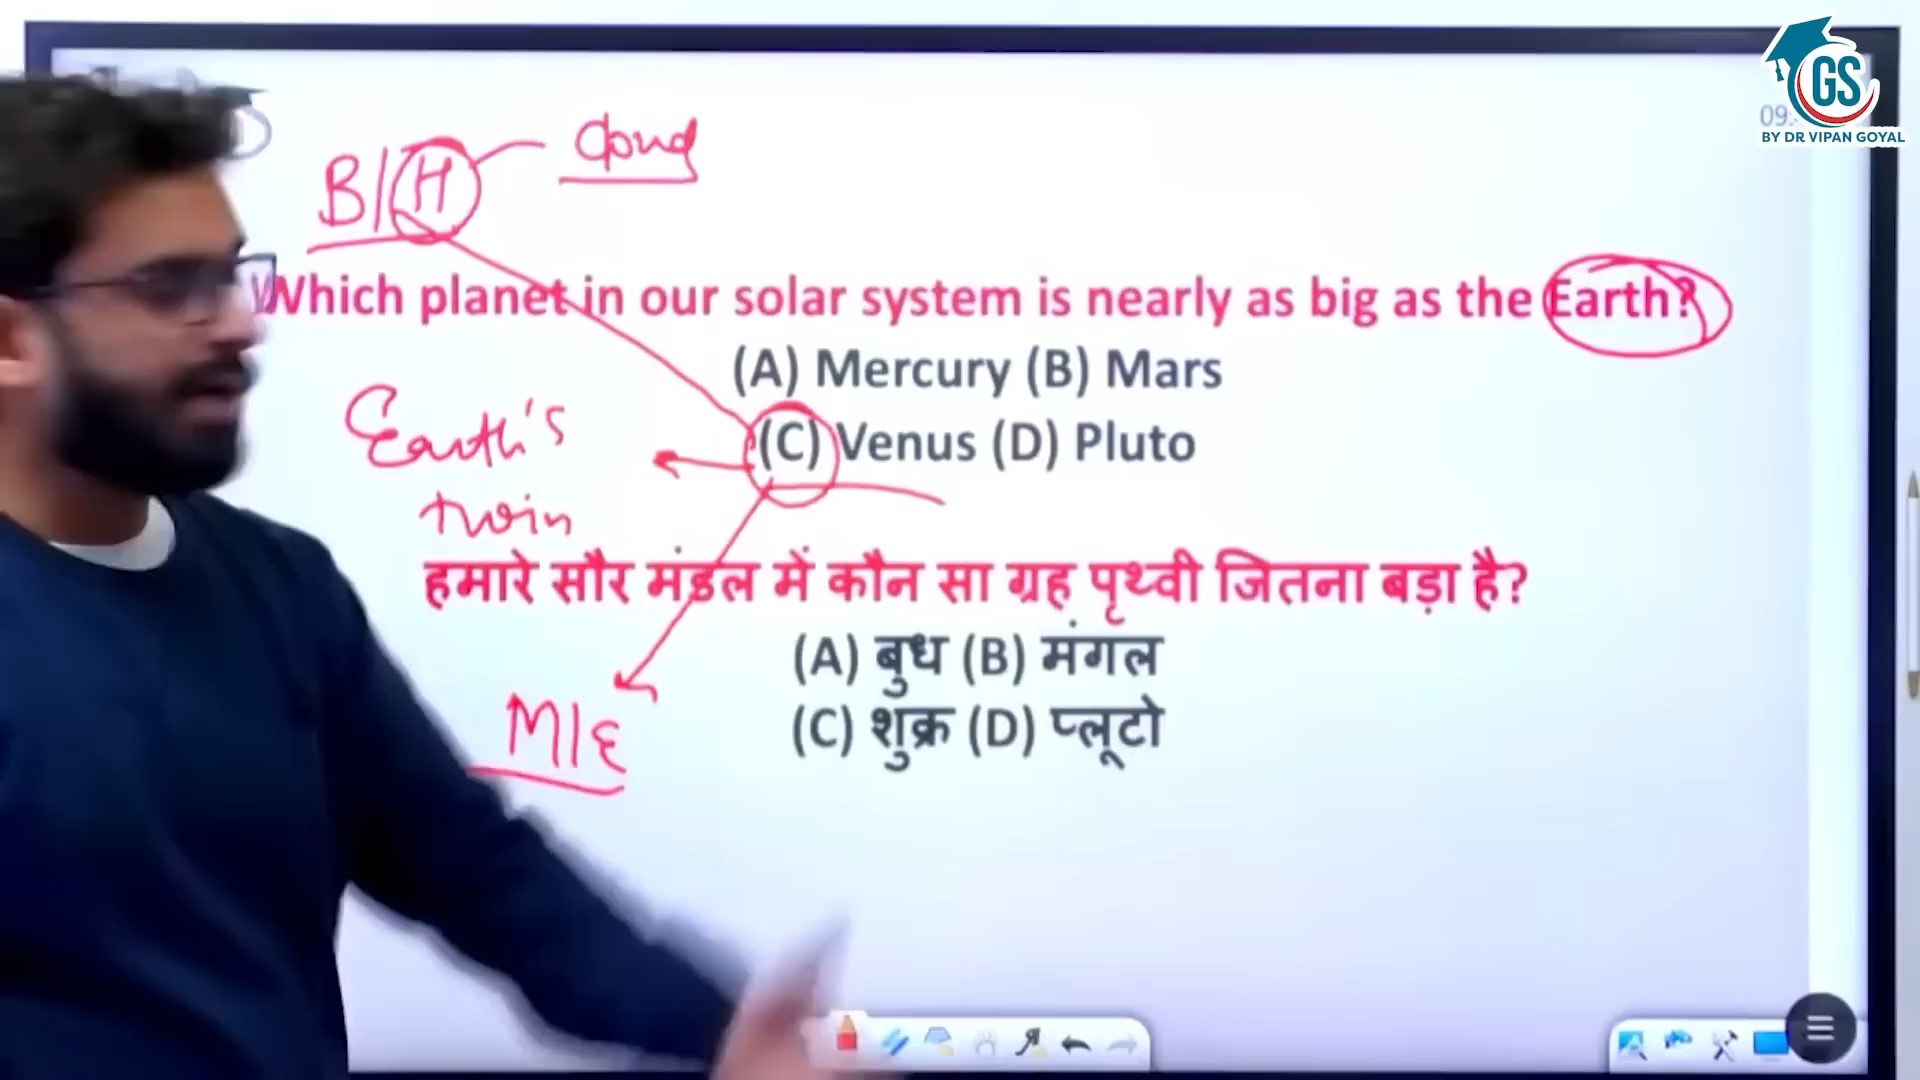 GS
09:
BY DR VIPAN GOYAL
B/H
cloud
Which planet in our solar system is nearly as big as the Earth?
(A) Mercury (B) Mars
(C) Venus (D) Pluto
Earth's
twin
हमारे सौर मंडल में कौन सा ग्रह पृथ्वी जितना बड़ा है?
(A) बुध (B) मंगल
(C) शुक्र (D) प्लूटो
M/E